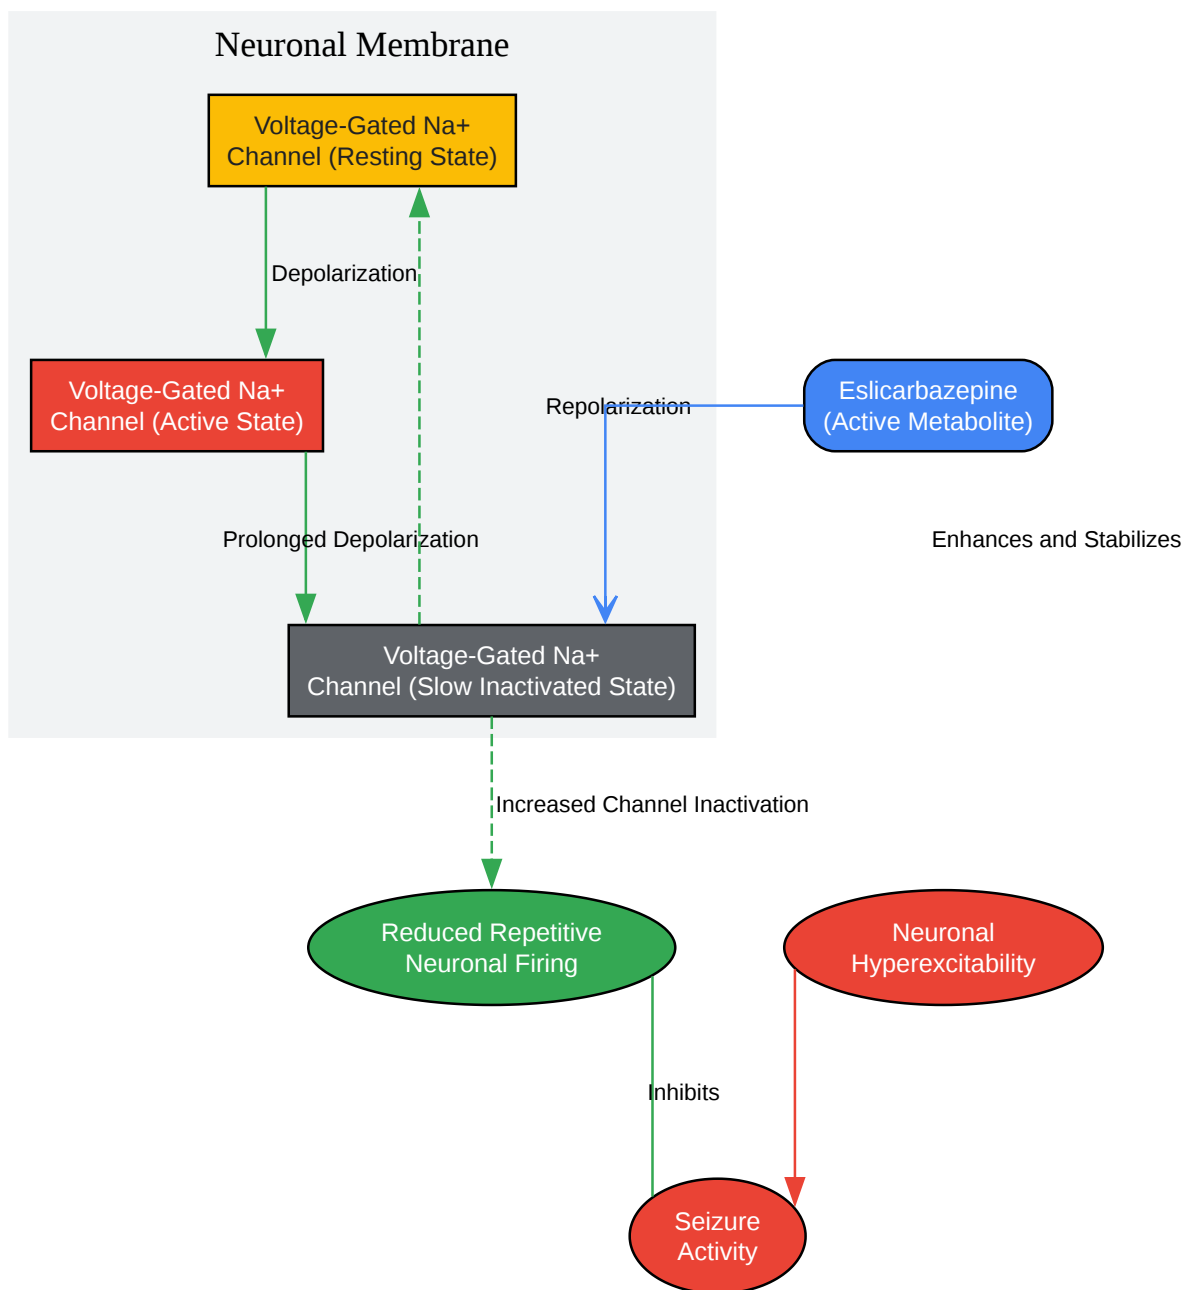 Neuronal Membrane
Voltage-Gated Na+
Channel (Resting State)
Depolarization
Voltage-Gated Na+
Channel (Active State)
Repolarization
Eslicarbazepine
(Active Metabolite)
Prolonged Depolarization
Enhances and Stabilizes
Voltage-Gated Na+
Channel (Slow Inactivated State)
Increased Channel Inactivation
Reduced Repetitive
Neuronal Firing
Neuronal
Hyperexcitability
Inhibits
Seizure
Activity